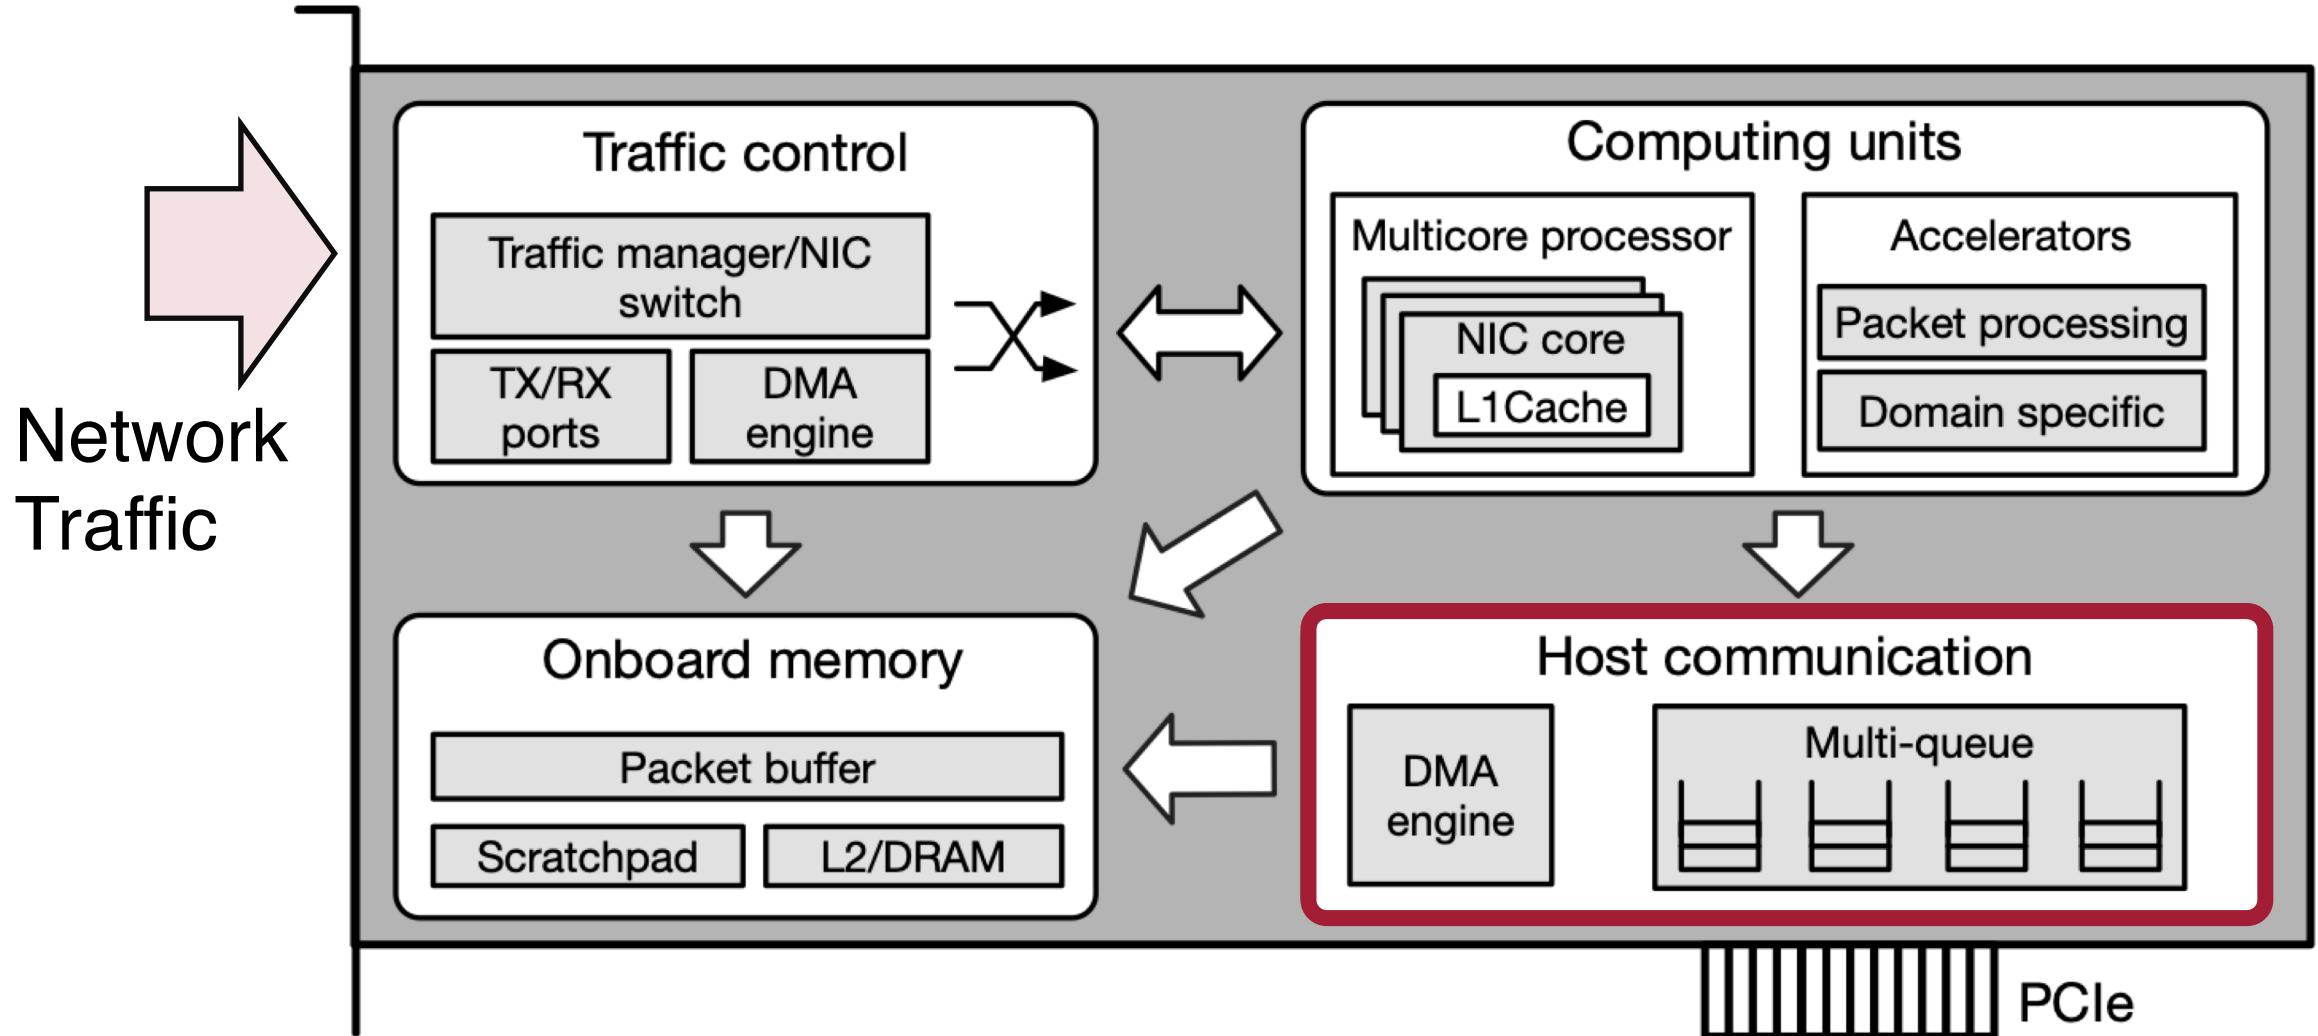 Network
Traffic
Traffic control
Traffic manager/NIC
switch
TX/RX
ports
DMA
engine
Computing units
Multicore processor
NIC core
L1Cache
Accelerators
Packet processing
Domain specific
Onboard memory
Packet buffer
Scratchpad
L2/DRAM
Host communication
DMA
engine
Multi-queue
PCIe